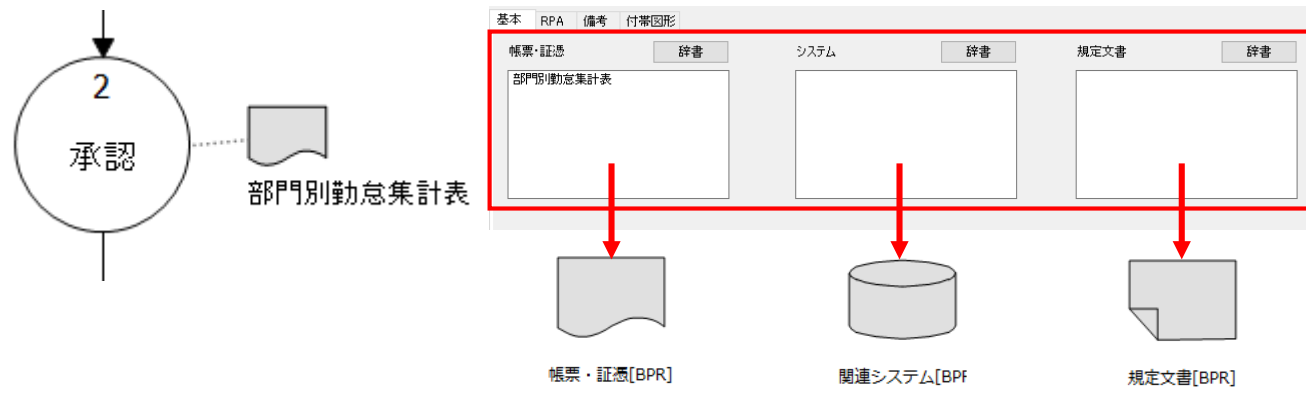 2
承認
部門別勤怠集計表
基本 RPA 備考 付帯図形
帳票・証憑 辞書 システム 辞書 規定文書 辞書
部門別勤怠集計表
帳票・証憑[BPR] 関連システム[BPF 規定文書[BPR]